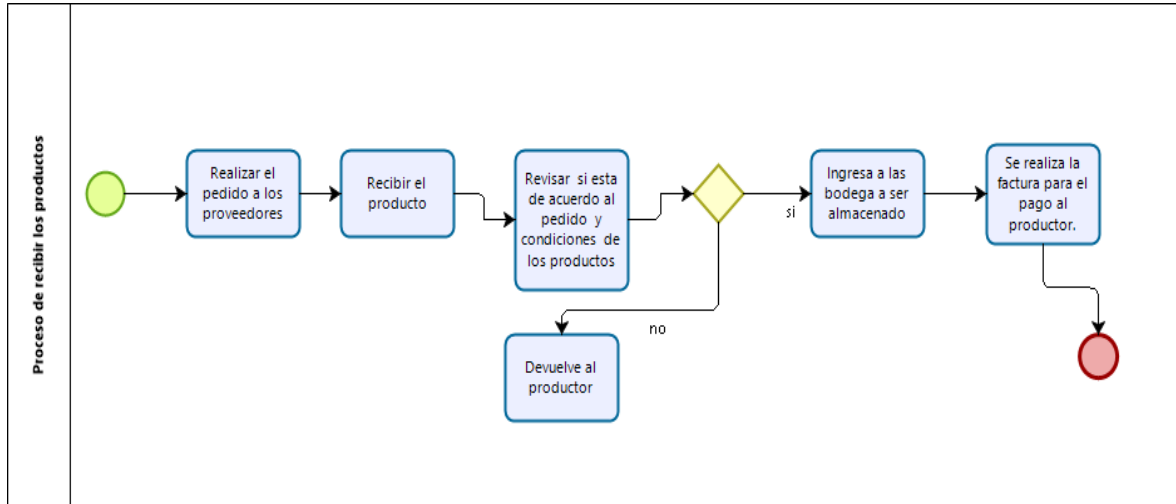 Proceso de recibir los productos
Realizar el
pedido a los
proveedores
Recibir el
producto
Revisar si esta
de acuerdo al
pedido y
condiciones de
los productos
si
Ingresa a las
bodega a ser
almacenado
Se realiza la
factura para el
pago al
productor.
no
Devuelve al
productor